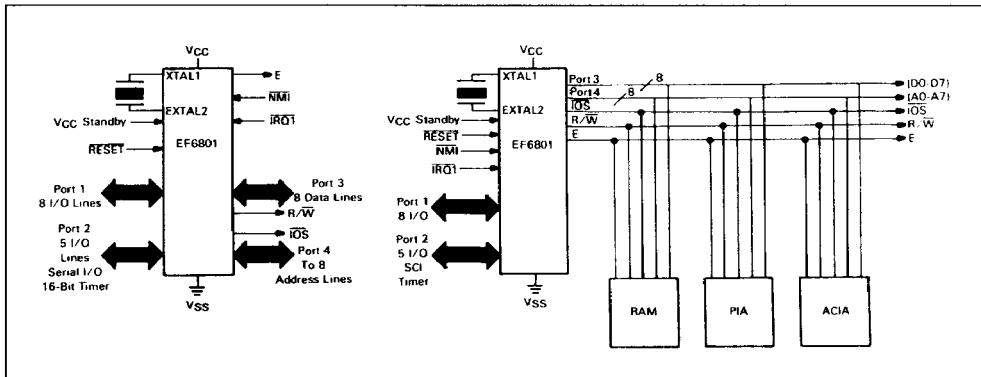 VCC
XTAL1
E
NMI
EXTAL2
VCC Standby
IRQ1
EF6801
RESET
Port 1
8 I/O Lines
Port 3
8 Data Lines
R/W
Port 2
5 I/O
Lines
Serial I/O
16-Bit Timer
IOS
Port 4
To 8
Address Lines
VSS
VCC
XTAL1
Port 3
8
(D0-D7)
Port 4
8
(A0-A7)
EXTAL2
IOS
IOS
VCC Standby
R/W
R/W
RESET
E
E
EF6801
NMI
IRQ1
Port 1
8 I/O
Port 2
5 I/O
SCI
Timer
VSS
RAM
PIA
ACIA